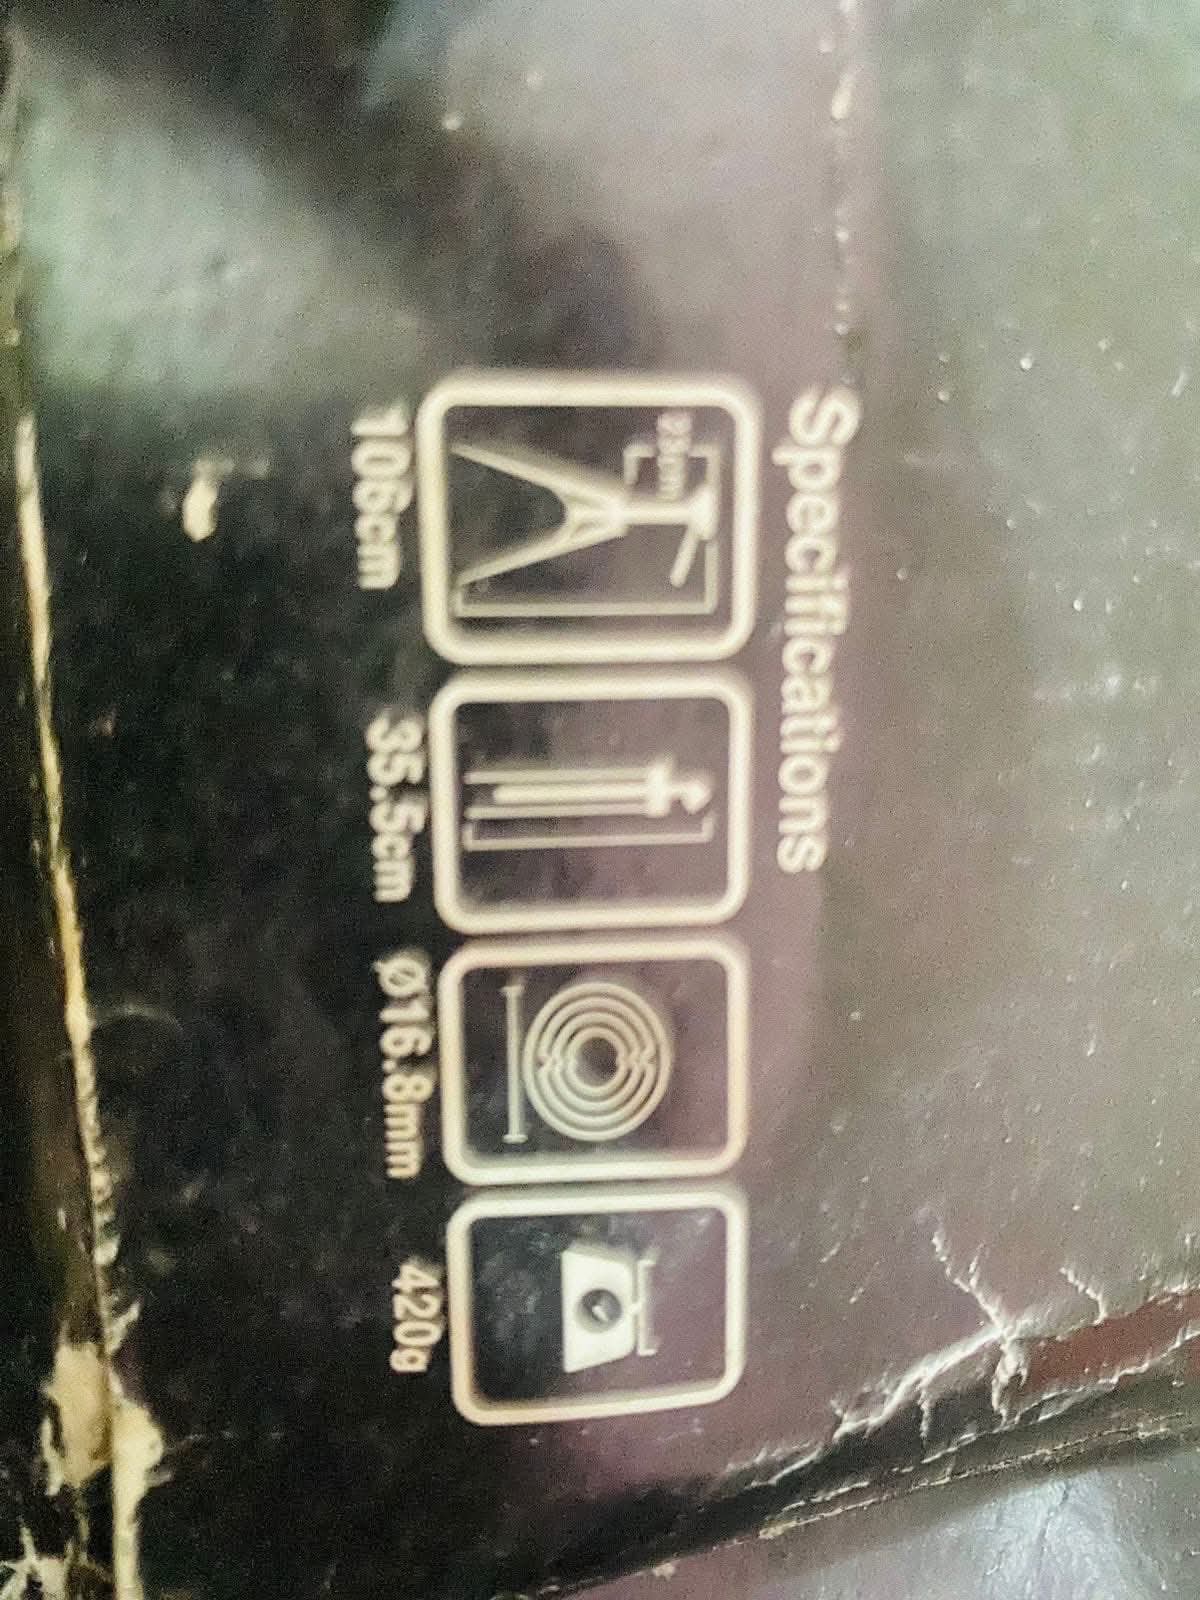 Specifications
106cm
35.5cm
Ø16.8mm
420g